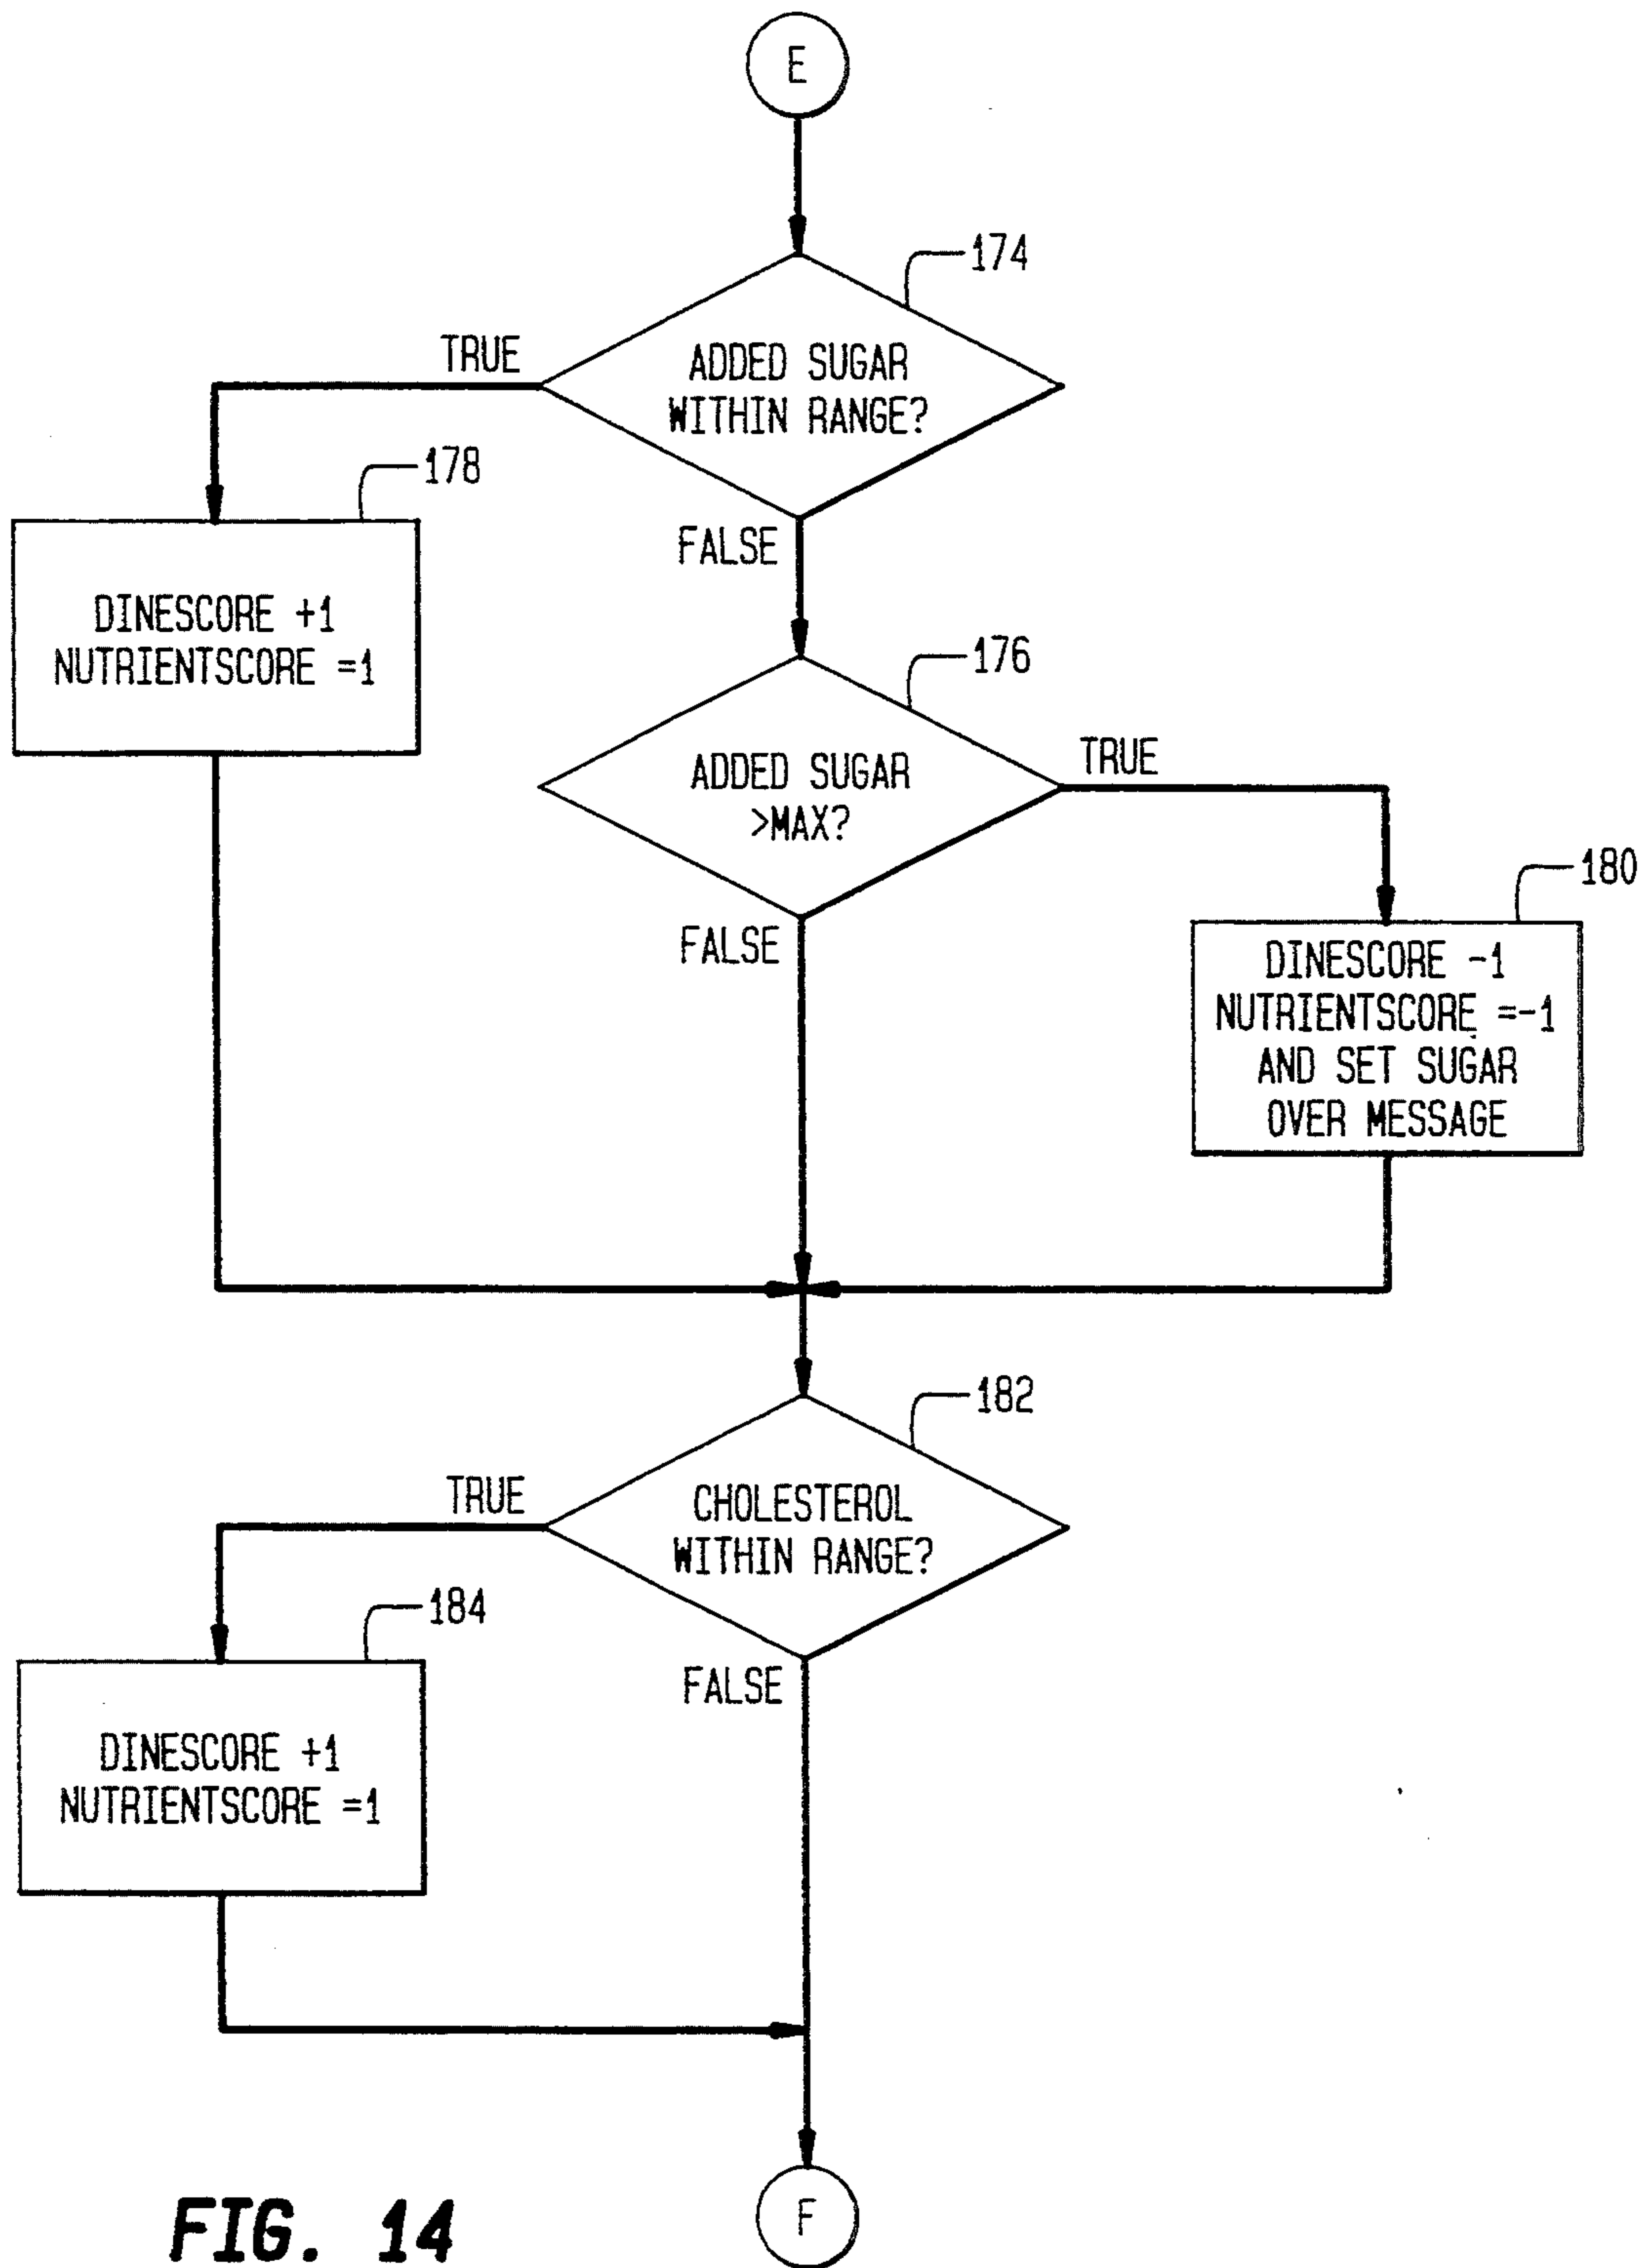 E
174
TRUE
ADDED SUGAR
WITHIN RANGE?
178
FALSE
DINESCORE +1
NUTRIENTSCORE =1
176
TRUE
ADDED SUGAR
>MAX?
180
FALSE
DINESCORE -1
NUTRIENTSCORE =-1
AND SET SUGAR
OVER MESSAGE
182
TRUE
CHOLESTEROL
WITHIN RANGE?
184
FALSE
DINESCORE +1
NUTRIENTSCORE =1
F
FIG. 14